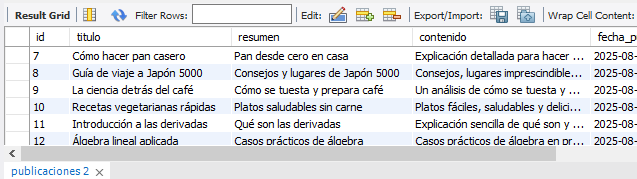 Result Grid Filter Rows: Edit: Export/Import: Wrap Cell Content:
id titulo resumen contenido fecha_p
7 Cómo hacer pan casero Pan desde cero en casa Explicación detallada para hacer ... 2025-08-
8 Guía de viaje a Japón 5000 Consejos y lugares de Japón 5000 Consejos, lugares imprescindible... 2025-08-
9 La ciencia detrás del café Cómo se tuesta y prepara café Un análisis de cómo se tuesta y ... 2025-08-
10 Recetas vegetarianas rápidas Platos saludables sin carne Platos fáciles, saludables y delici... 2025-08-
11 Introducción a las derivadas Qué son las derivadas Explicación sencilla de qué son y ... 2025-08-
12 Álgebra lineal aplicada Casos prácticos de álgebra Casos prácticos de álgebra en pr... 2025-08-
publicaciones 2